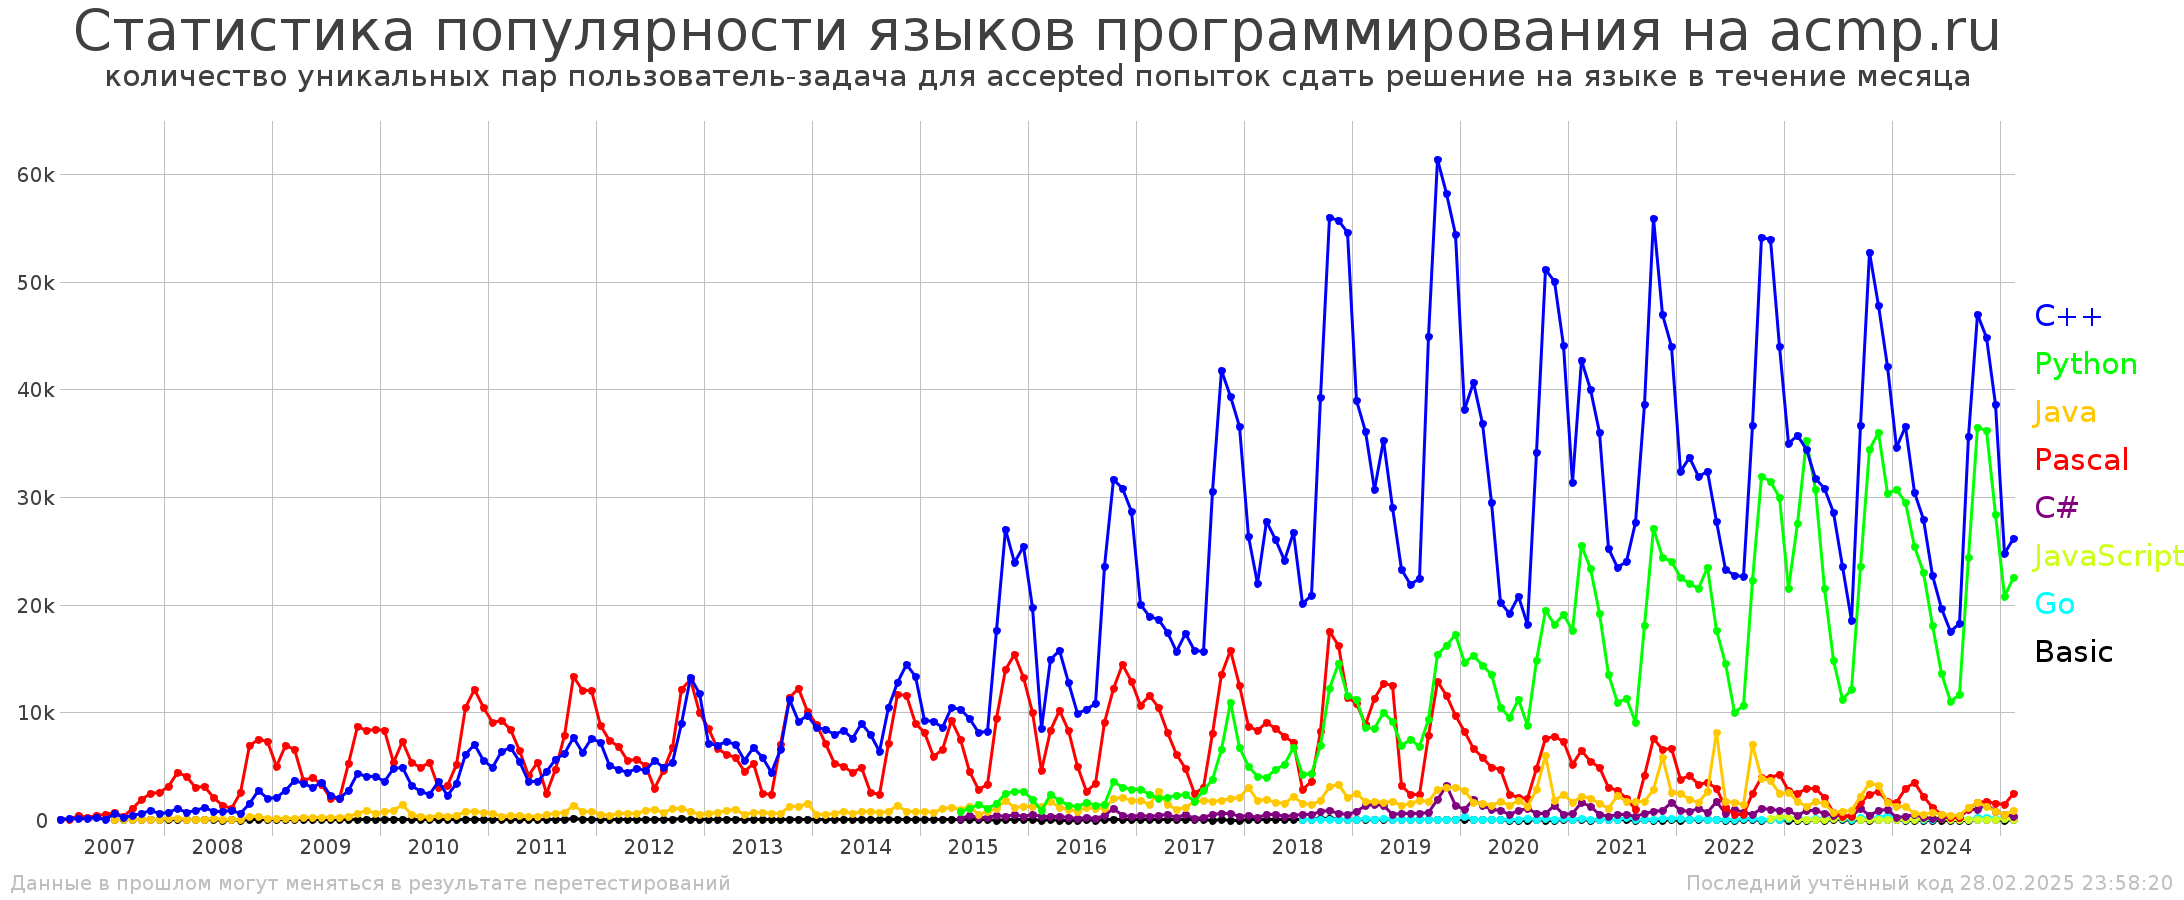 Статистика популярности языков программирования на acmp.ru
количество уникальных пар пользователь-задача для accepted попыток сдать решение на языке в течение месяца
60k
50k
40k
30k
20k
10k
0
2007 2008 2009 2010 2011 2012 2013 2014 2015 2016 2017 2018 2019 2020 2021 2022 2023 2024
C++
Python
Java
Pascal
C#
JavaScript
Go
Basic
Данные в прошлом могут меняться в результате перетестирований
Последний учтённый код 28.02.2025 23:58:20